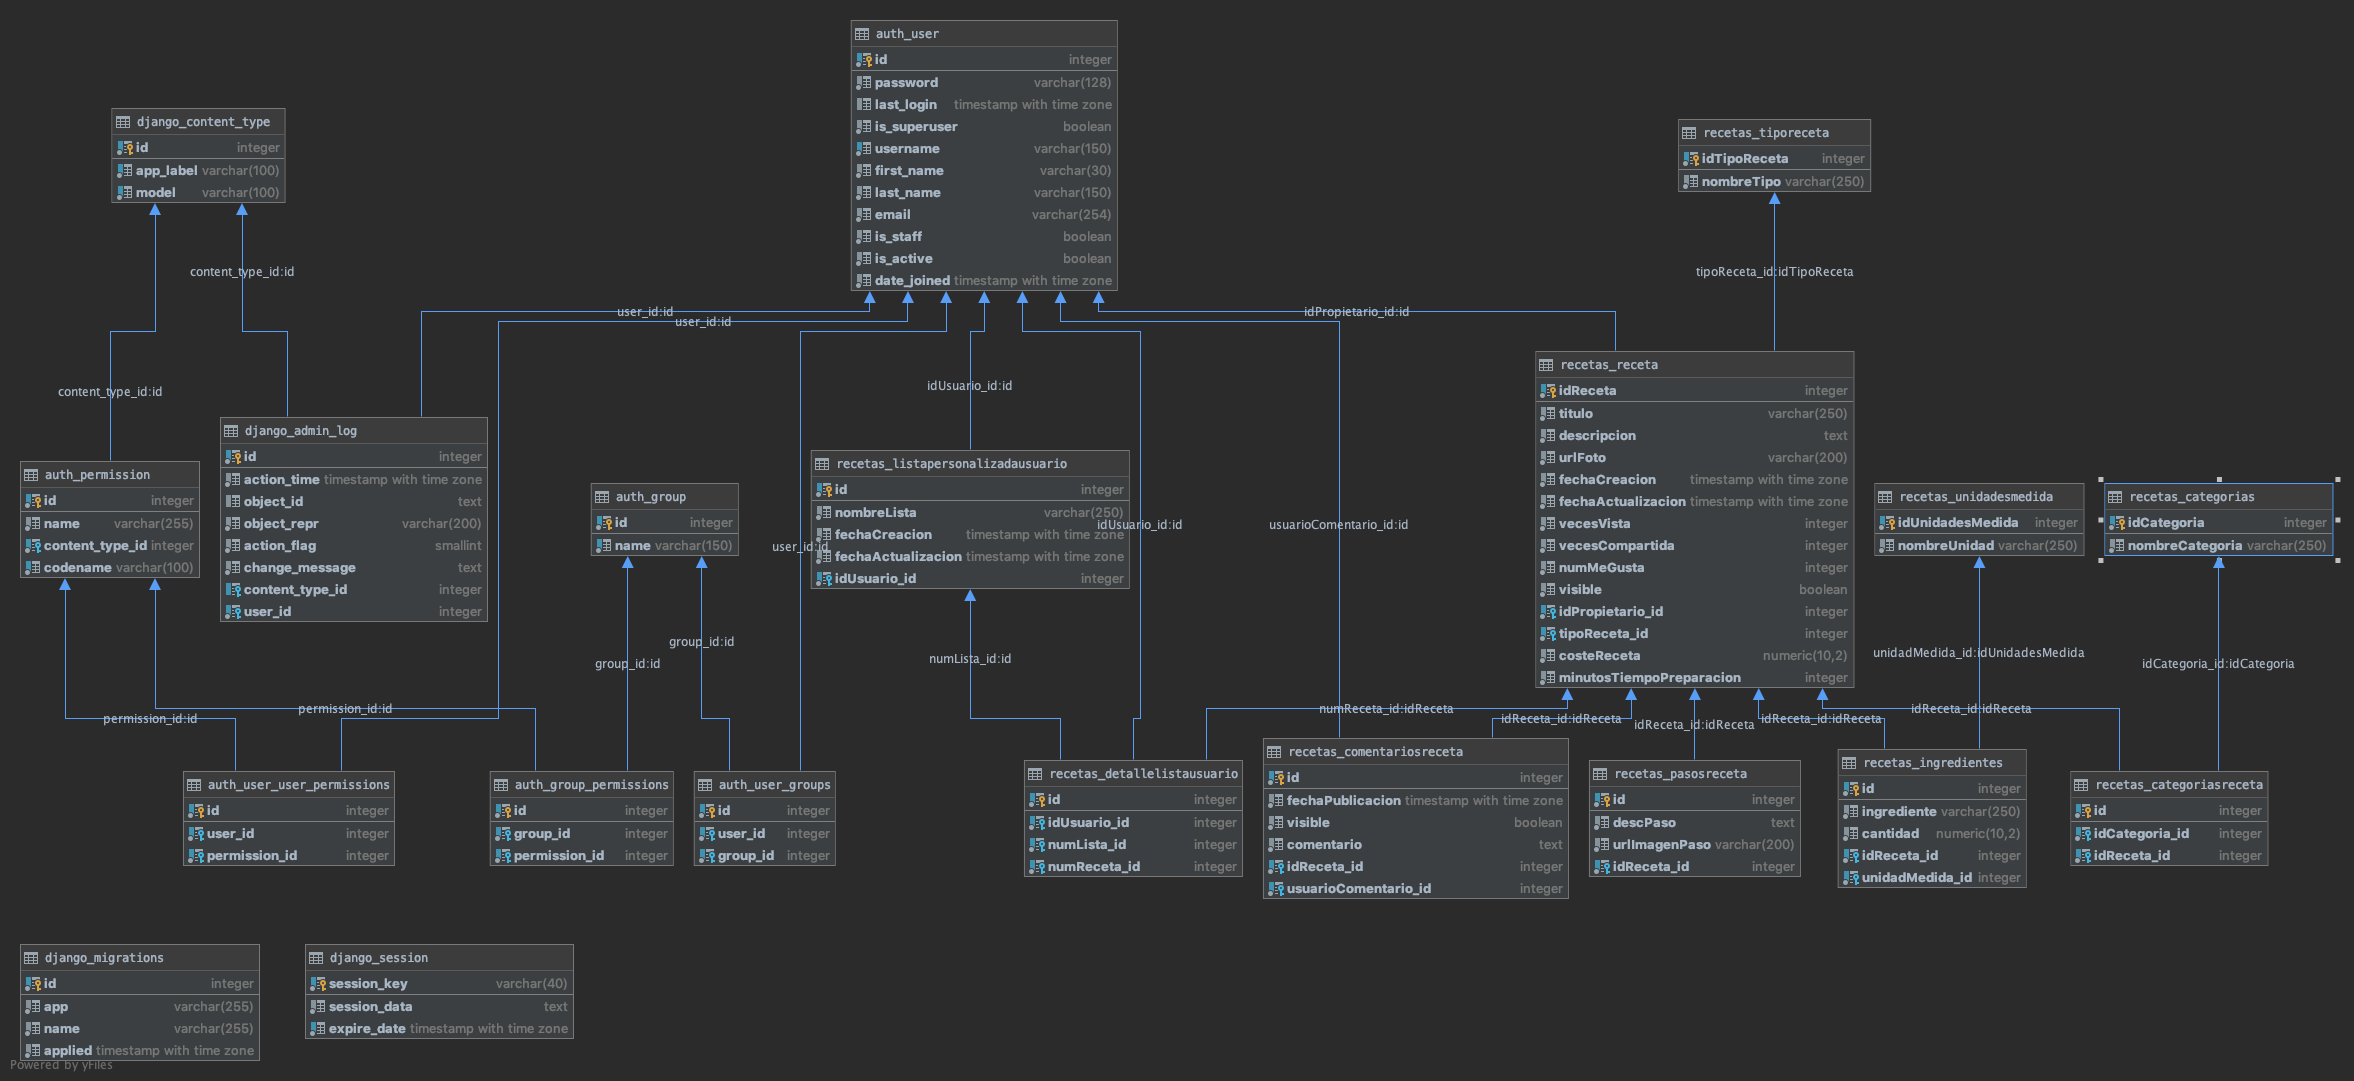 auth_user
id integer
password varchar(128)
last_login timestamp with time zone
is_superuser boolean
username varchar(150)
first_name varchar(30)
last_name varchar(150)
email varchar(254)
is_staff boolean
is_active boolean
date_joined timestamp with time zone
django_content_type
id integer
app_label varchar(100)
model varchar(100)
recetas_tiporeceta
idTipoReceta integer
nombreTipo varchar(250)
content_type_id:id
tipoReceta_id:idTipoReceta
user_id:id
user_id:id
idPropietario_id:id
content_type_id:id
idUsuario_id:id
recetas_receta
idReceta integer
titulo varchar(250)
descripcion text
urlFoto varchar(200)
fechaCreacion timestamp with time zone
fechaActualizacion timestamp with time zone
vecesVista integer
vecesCompartida integer
numMeGusta integer
visible boolean
idPropietario_id integer
tipoReceta_id integer
costeReceta numeric(10,2)
minutosTiempoPreparacion integer
django_admin_log
id integer
action_time timestamp with time zone
object_id text
object_repr varchar(200)
action_flag smallint
change_message text
content_type_id integer
user_id integer
auth_permission
id integer
name varchar(255)
content_type_id integer
codename varchar(100)
recetas_listapersonalizadausuario
id integer
nombreLista varchar(250)
fechaCreacion timestamp with time zone
fechaActualizacion timestamp with time zone
idUsuario_id integer
auth_group
id integer
name varchar(150)
recetas_unidadesmedida
idUnidadesMedida integer
nombreUnidad varchar(250)
recetas_categorias
idCategoria integer
nombreCategoria varchar(250)
idUsuario_id:id
usuarioComentario_id:id
user_id:id
group_id:id
group_id:id
numLista_id:id
unidadMedida_id:idUnidadesMedida
idCategoria_id:idCategoria
permission_id:id
permission_id:id
numReceta_id:idReceta
idReceta_id:idReceta
idReceta_id:idReceta
idReceta_id:idReceta
idReceta_id:idReceta
auth_user_user_permissions
id integer
user_id integer
permission_id integer
auth_group_permissions
id integer
group_id integer
permission_id integer
auth_user_groups
id integer
user_id integer
group_id integer
recetas_detallelistausuario
id integer
idUsuario_id integer
numLista_id integer
numReceta_id integer
recetas_comentariosreceta
id integer
fechaPublicacion timestamp with time zone
visible boolean
comentario text
idReceta_id integer
usuarioComentario_id integer
recetas_pasosreceta
id integer
descPaso text
urlImagenPaso varchar(200)
idReceta_id integer
recetas_ingredientes
id integer
ingrediente varchar(250)
cantidad numeric(10,2)
idReceta_id integer
unidadMedida_id integer
recetas_categoriasreceta
id integer
idCategoria_id integer
idReceta_id integer
django_migrations
id integer
app varchar(255)
name varchar(255)
applied timestamp with time zone
django_session
session_key varchar(40)
session_data text
expire_date timestamp with time zone
Powered by yFiles